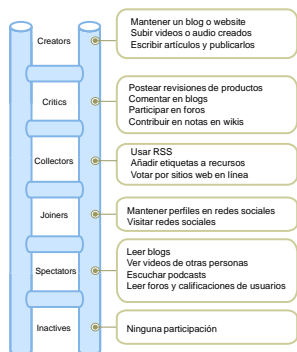 Creators
Mantener un blog o website
Subir videos o audio creados
Escribir artículos y publicarlos
Critics
Postear revisiones de productos
Comentar en blogs
Participar en foros
Contribuir en notas en wikis
Collectors
Usar RSS
Añadir etiquetas a recursos
Votar por sitios web en línea
Joiners
Mantener perfiles en redes sociales
Visitar redes sociales
Spectators
Leer blogs
Ver videos de otras personas
Escuchar podcasts
Leer foros y calificaciones de usuarios
Inactives
Ninguna participación